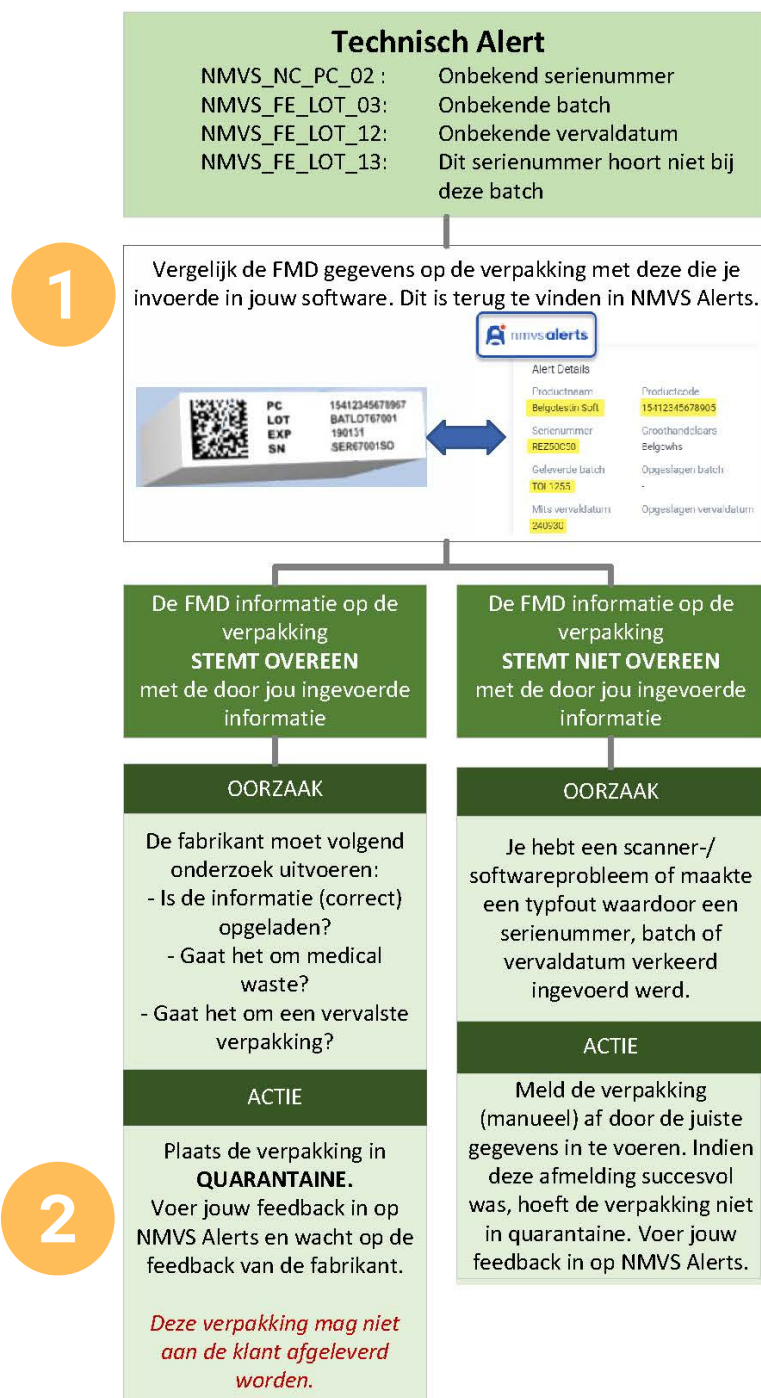 Technisch Alert
NMVS_NC_PC_02 : Onbekend serienummer
NMVS_FE_LOT_03: Onbekende batch
NMVS_FE_LOT_12: Onbekende vervaldatum
NMVS_FE_LOT_13: Dit serienummer hoort niet bij
deze batch
1
Vergelijk de FMD gegevens op de verpakking met deze die je
invoerde in jouw software. Dit is terug te vinden in NMVS Alerts.
nmvsalerts
PC 15412345678967
LOT BATLOT67001
EXP 190131
SN SER67001SO
Alert Details
Productnaam Productcode
Belgotestin Soft 15412345678905
Serienummer Groothandelaars
REZ50C50 Belgowhs
Geleverde batch Opgeslagen batch
TOL1255 -
Mits vervaldatum Opgeslagen vervaldatum
240930
De FMD informatie op de
verpakking
STEMT OVEREEN
met de door jou ingevoerde
informatie
OORZAAK
De fabrikant moet volgend
onderzoek uitvoeren:
- Is de informatie (correct)
opgeladen?
- Gaat het om medical
waste?
- Gaat het om een vervalste
verpakking?
ACTIE
2
Plaats de verpakking in
QUARANTAINE.
Voer jouw feedback in op
NMVS Alerts en wacht op de
feedback van de fabrikant.
Deze verpakking mag niet
aan de klant afgeleverd
worden.
De FMD informatie op de
verpakking
STEMT NIET OVEREEN
met de door jou ingevoerde
informatie
OORZAAK
Je hebt een scanner-/
softwareprobleem of maakte
een typfout waardoor een
serienummer, batch of
vervaldatum verkeerd
ingevoerd werd.
ACTIE
Meld de verpakking
(manueel) af door de juiste
gegevens in te voeren. Indien
deze afmelding succesvol
was, hoeft de verpakking niet
in quarantaine. Voer jouw
feedback in op NMVS Alerts.